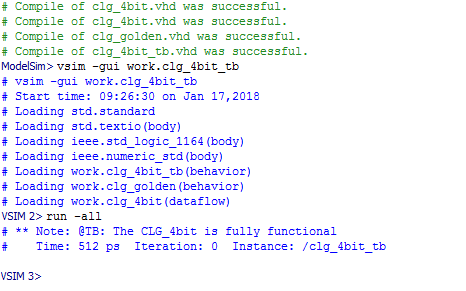 # Compile of clg_4bit.vhd was successful.
# Compile of clg_4bit.vhd was successful.
# Compile of clg_golden.vhd was successful.
# Compile of clg_4bit_tb.vhd was successful.
ModelSim> vsim -gui work.clg_4bit_tb
# vsim -gui work.clg_4bit_tb
# Start time: 09:26:30 on Jan 17,2018
# Loading std.standard
# Loading std.textio(body)
# Loading ieee.std_logic_1164(body)
# Loading ieee.numeric_std(body)
# Loading work.clg_4bit_tb(behavior)
# Loading work.clg_golden(behavior)
# Loading work.clg_4bit(dataflow)
VSIM 2> run -all
# ** Note: @TB: The CLG_4bit is fully functional
#    Time: 512 ps  Iteration: 0  Instance: /clg_4bit_tb
VSIM 3>